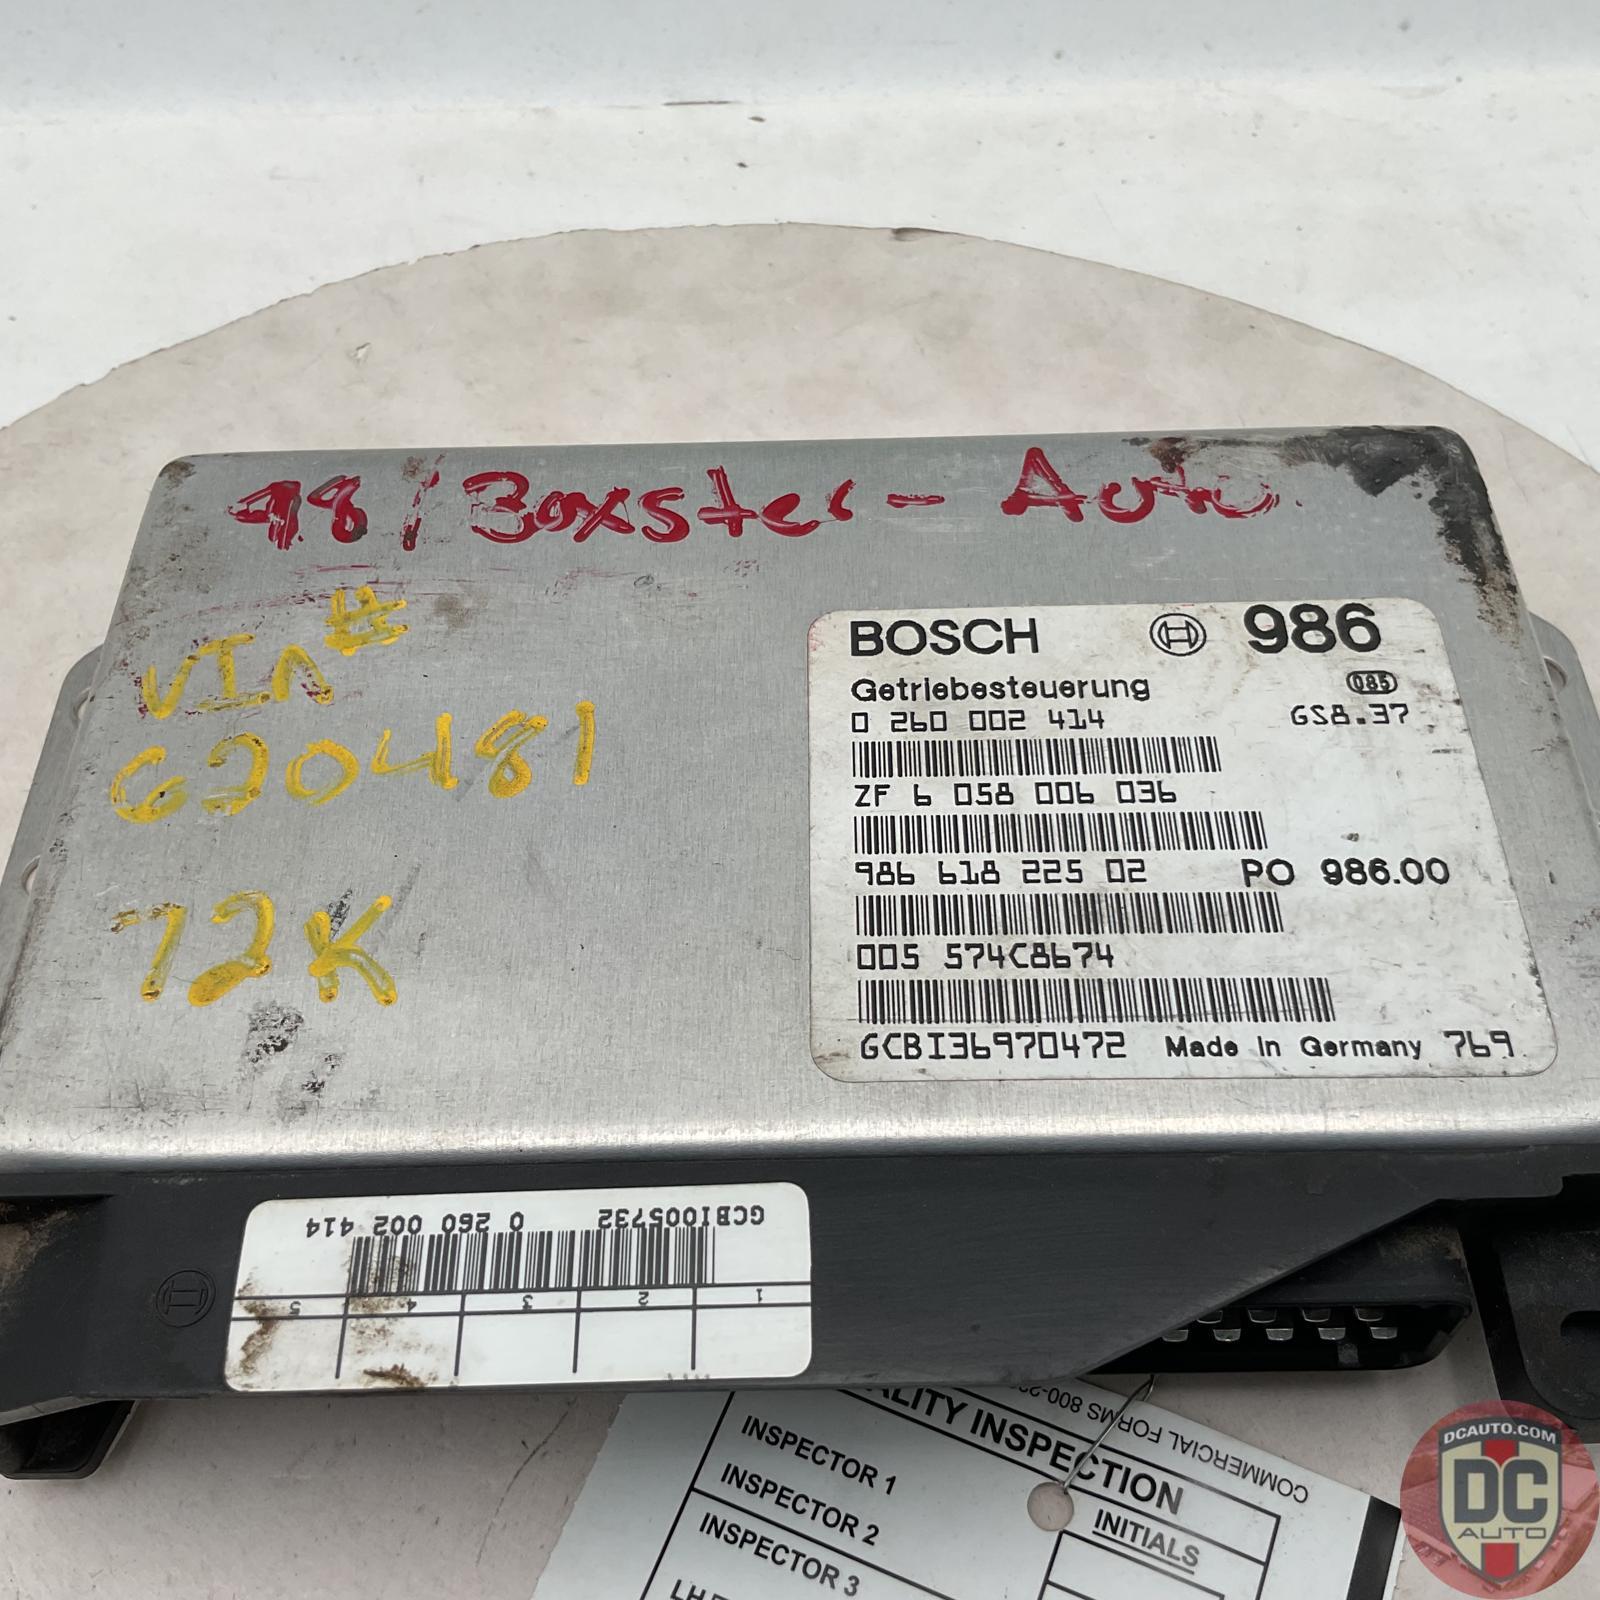 98/Boxster - Auto
VIN#
620481
72K
BOSCH 986
Getriebesteuerung 085
0 260 002 414 GS8.37
ZF 6 058 006 036
986 618 225 02 PO 986.00
005 574C8674
GCBI36970472 Made in Germany 769
GCBI005732 0 260 002 414
1 2 3 4 5
COMMERCIAL FORMS
INSPECTION
INSPECTOR 1
INSPECTOR 2
INSPECTOR 3
INITIALS
DCAUTO.COM
DC
AUTO